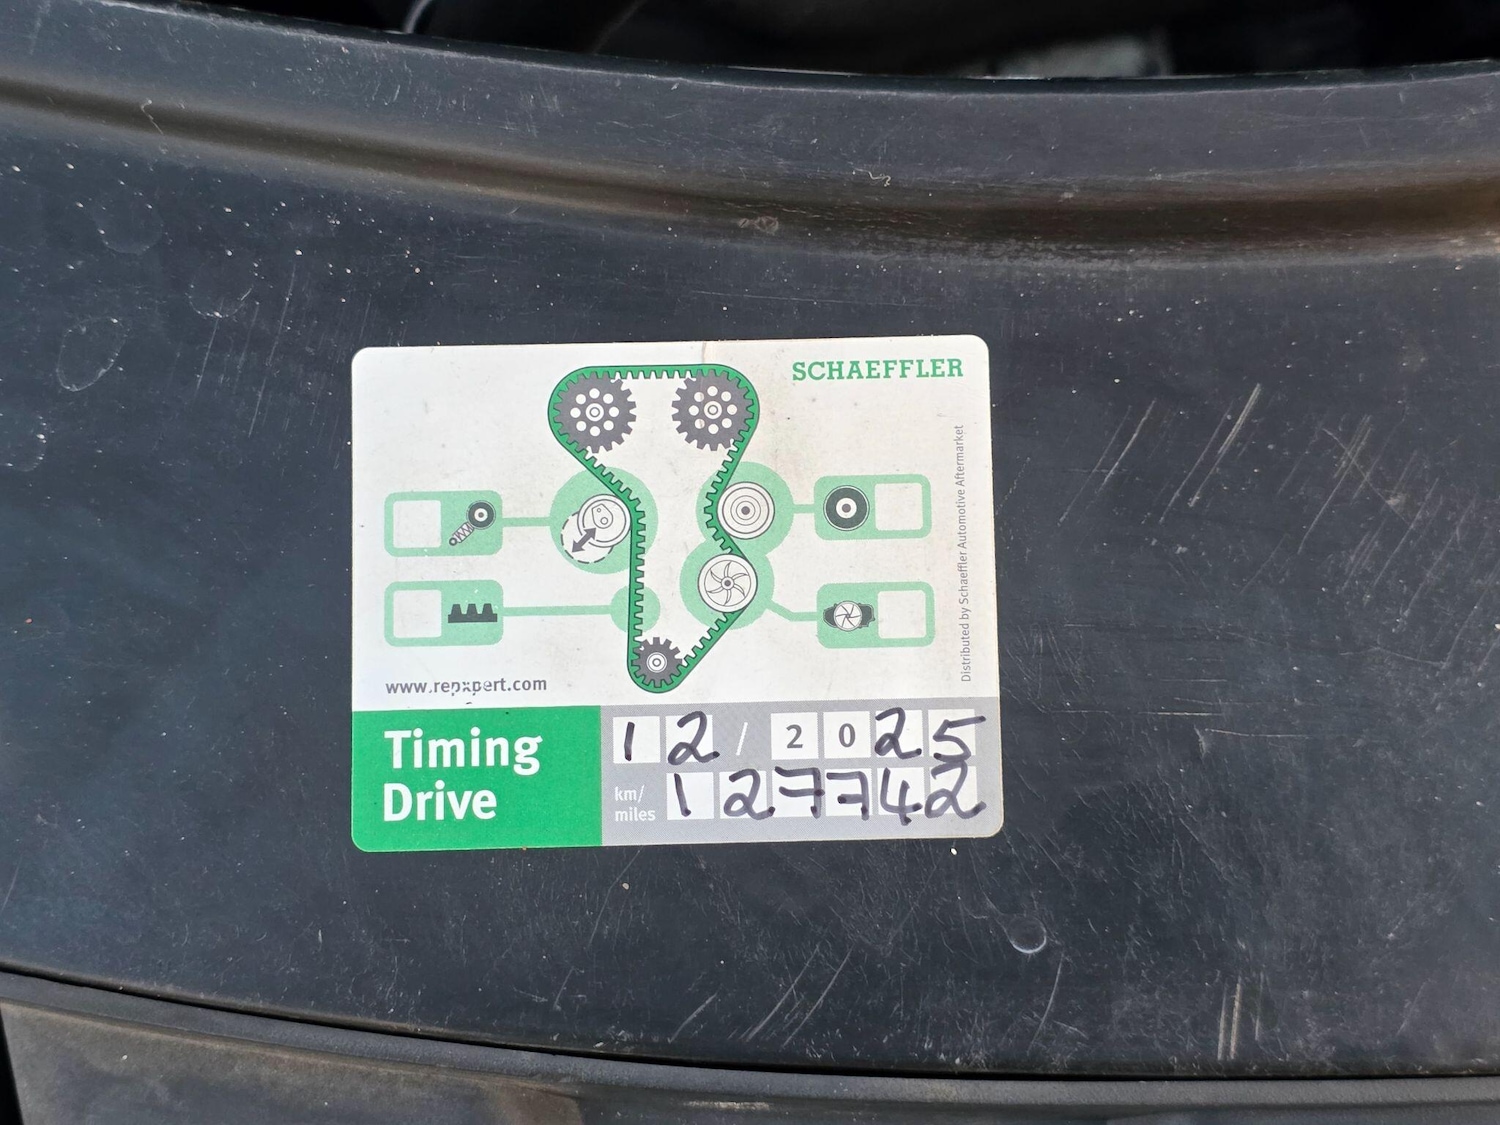 SCHAEFFLER
Distributed by Schaeffler Automotive Aftermarket
www.repxpert.com
Timing
Drive
12 / 2025
km/
miles
127742